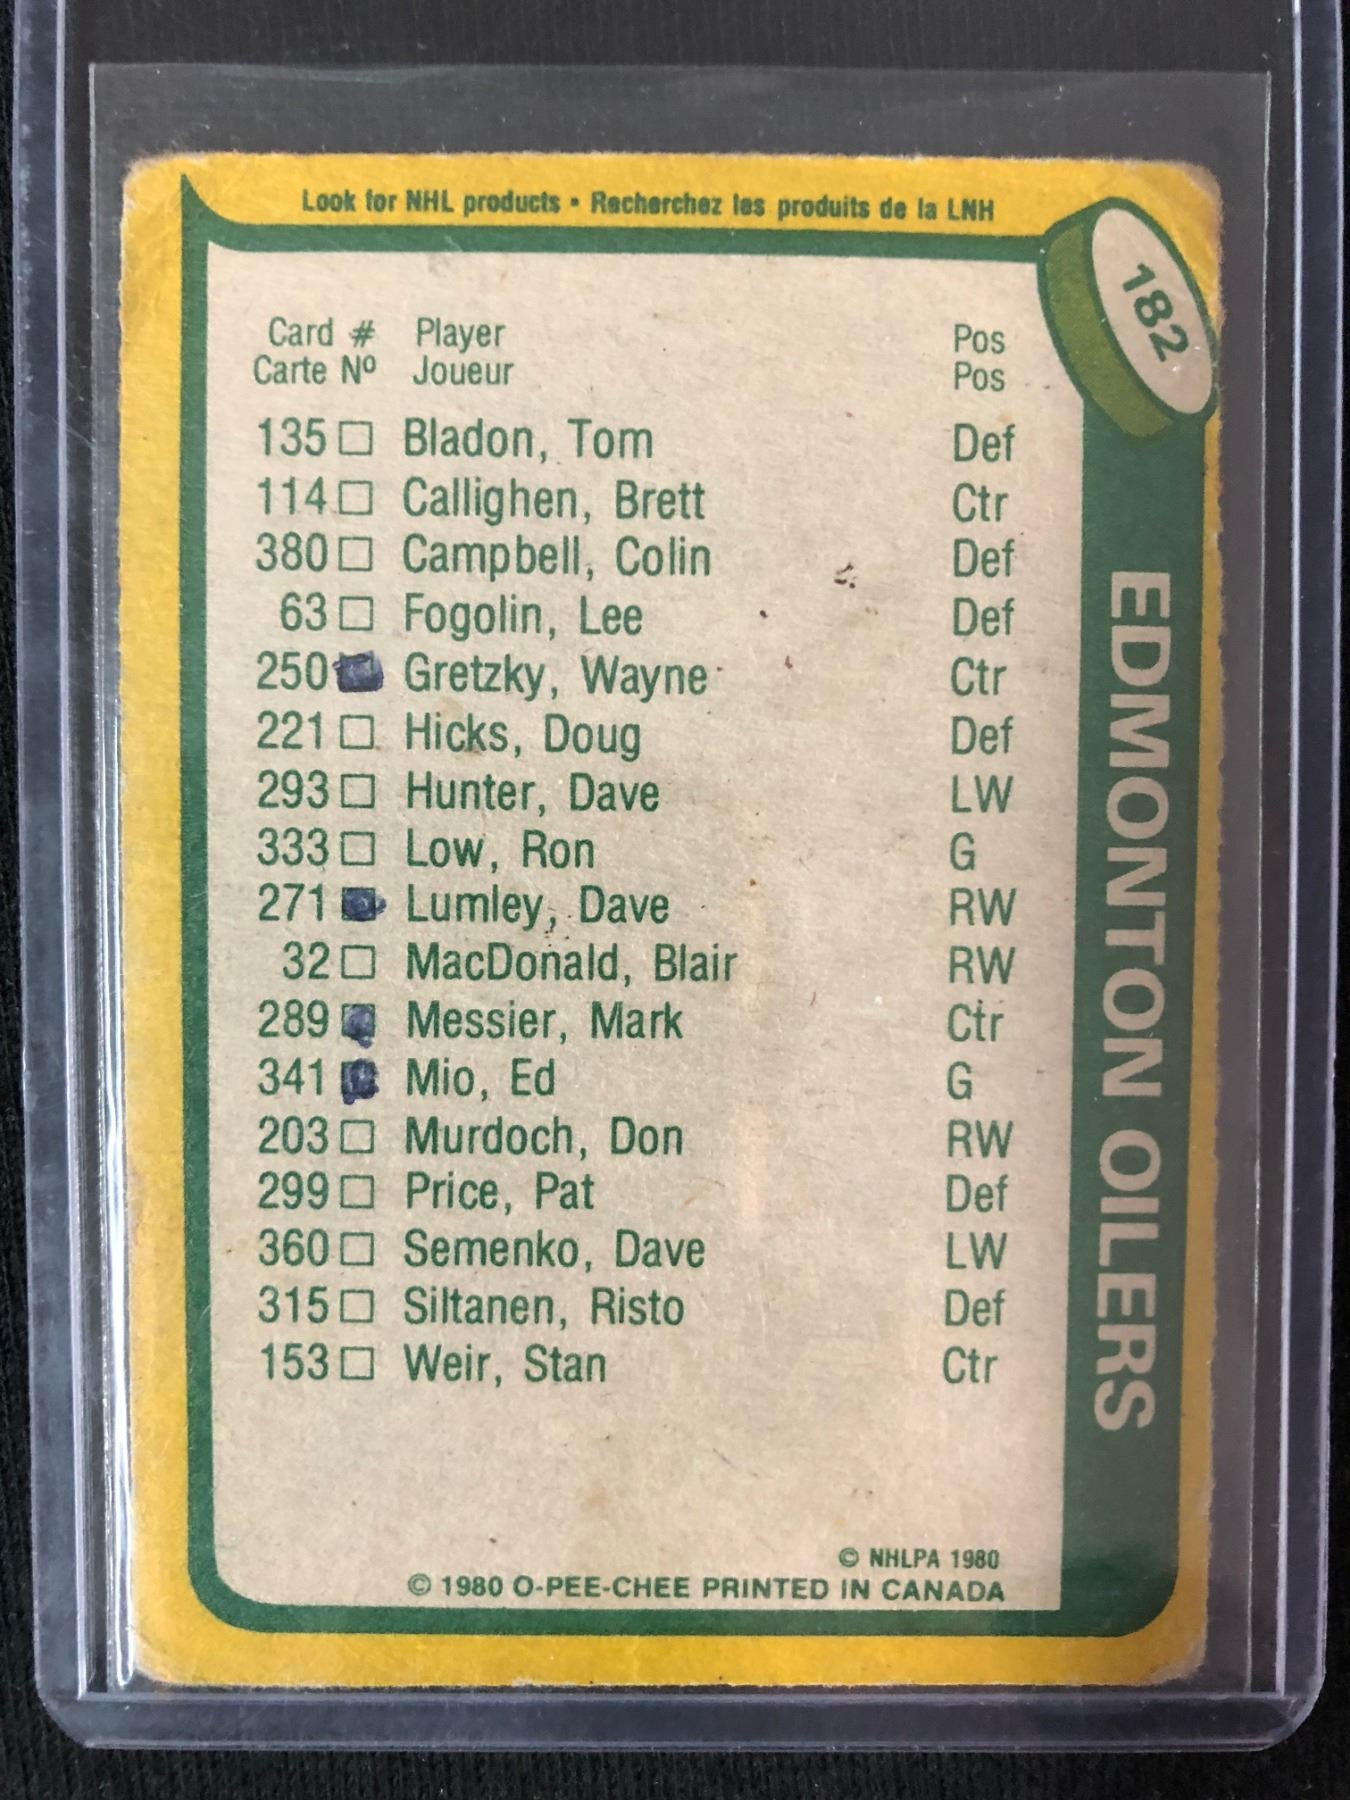 Look for NHL products • Recherchez les produits de la LNH
182
Card # Player Pos
Carte Nº Joueur Pos
135 Bladon, Tom Def
114 Callighen, Brett Ctr
380 Campbell, Colin Def
63 Fogolin, Lee Def
250 Gretzky, Wayne Ctr
221 Hicks, Doug Def
293 Hunter, Dave LW
333 Low, Ron G
271 Lumley, Dave RW
32 MacDonald, Blair RW
289 Messier, Mark Ctr
341 Mio, Ed G
203 Murdoch, Don RW
299 Price, Pat Def
360 Semenko, Dave LW
315 Siltanen, Risto Def
153 Weir, Stan Ctr
EDMONTON OILERS
© NHLPA 1980
© 1980 O-PEE-CHEE PRINTED IN CANADA